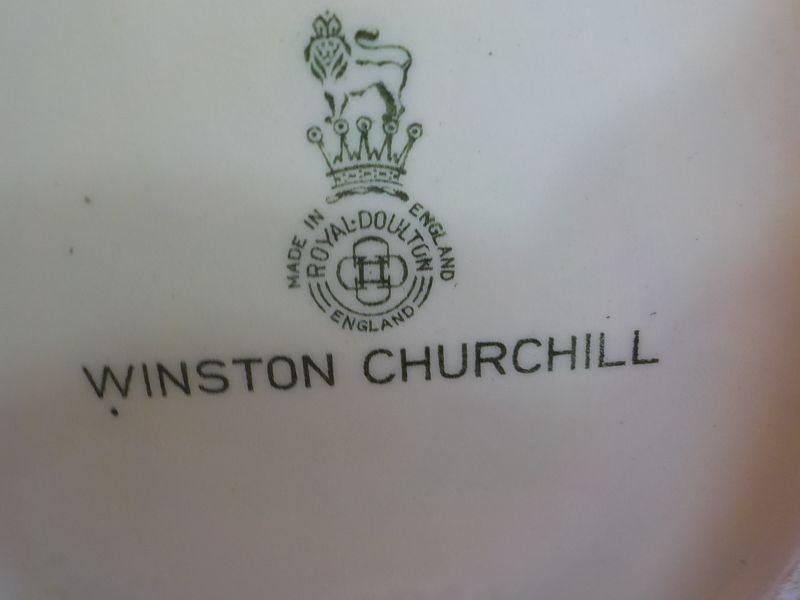 MADE IN ENGLAND
ROYAL·DOULTON
ENGLAND
WINSTON CHURCHILL